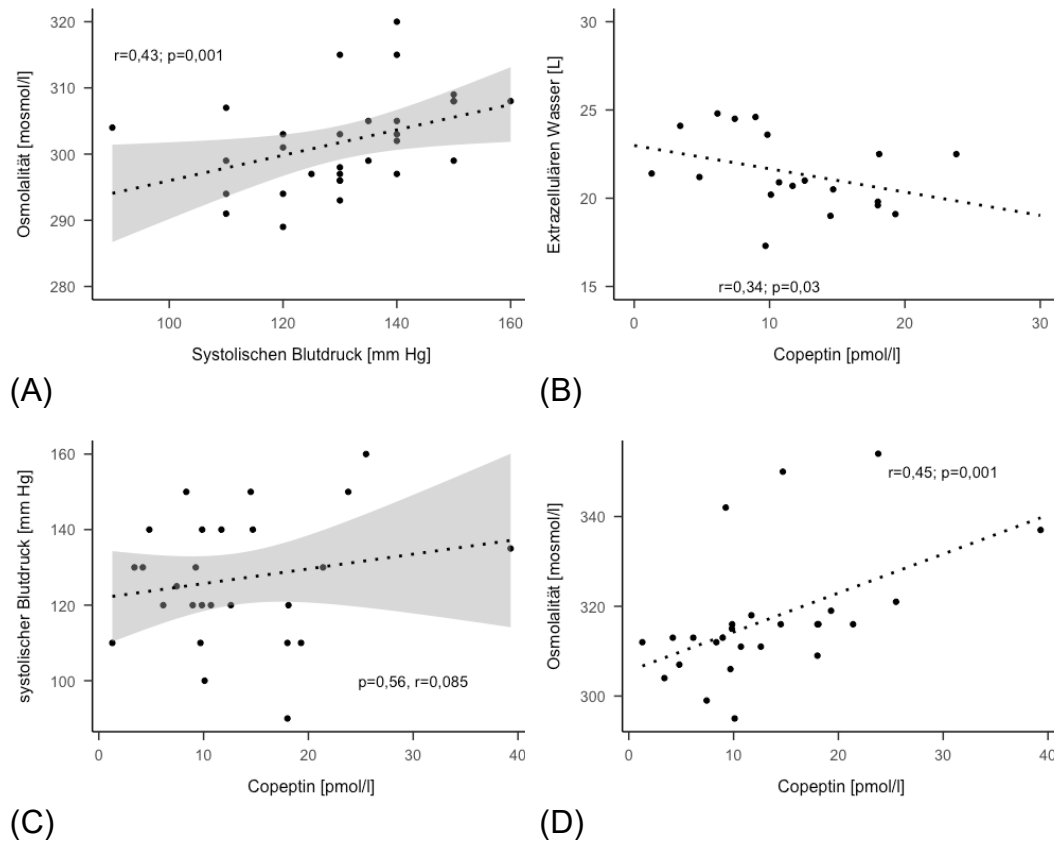 320
310
300
290
280
Osmolalität [mosmol/l]
r=0,43; p=0,001
100
120
140
160
Systolischen Blutdruck [mm Hg]
(A)
30
25
20
15
Extrazellulären Wasser [L]
r=0,34; p=0,03
0
10
20
30
Copeptin [pmol/l]
(B)
160
140
120
100
systolischer Blutdruck [mm Hg]
p=0,56, r=0,085
0
10
20
30
40
Copeptin [pmol/l]
(C)
340
320
300
Osmolalität [mosmol/l]
r=0,45; p=0,001
0
10
20
30
40
Copeptin [pmol/l]
(D)